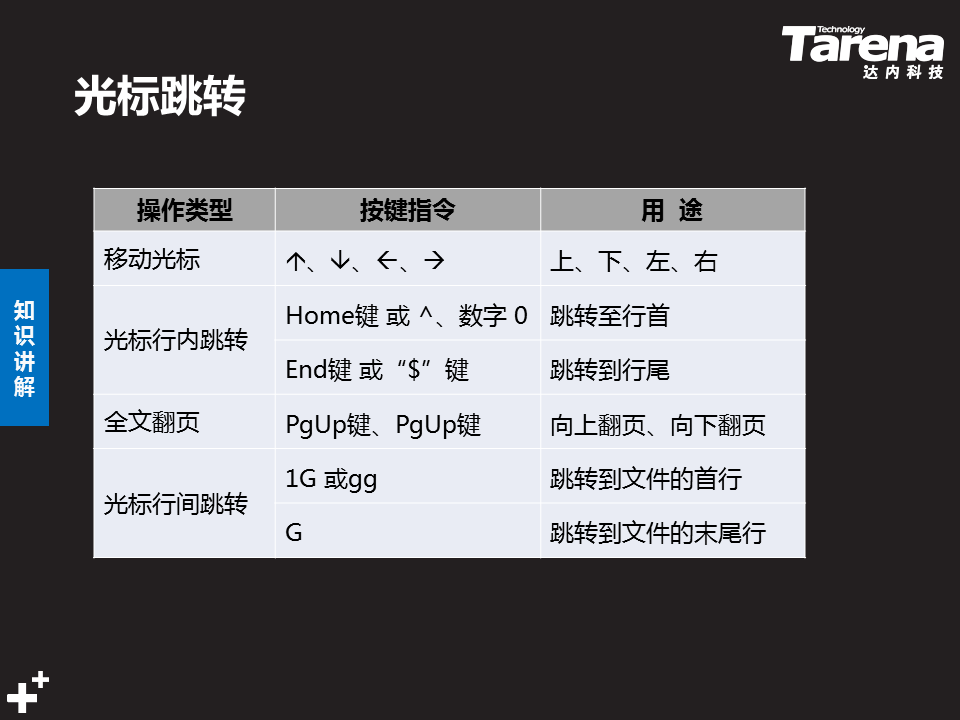 Technology
Tarena
达内科技
光标跳转
操作类型 按键指令 用 途
移动光标 ↑、↓、←、→ 上、下、左、右
光标行内跳转 Home键 或 ^、数字 0 跳转至行首
End键 或“$”键 跳转到行尾
全文翻页 PgUp键、PgUp键 向上翻页、向下翻页
光标行间跳转 1G 或gg 跳转到文件的首行
G 跳转到文件的末尾行
知
识
讲
解